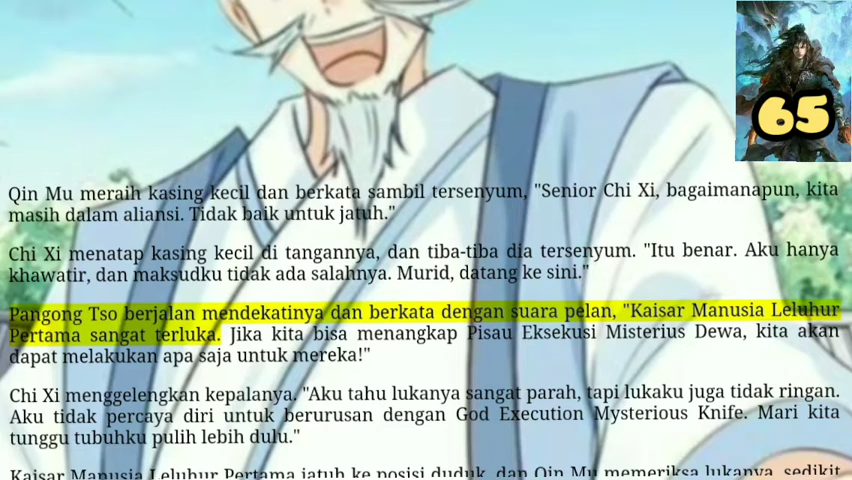 65
Qin Mu meraih kasing kecil dan berkata sambil tersenyum, "Senior Chi Xi, bagaimanapun, kita
masih dalam aliansi. Tidak baik untuk jatuh."
Chi Xi menatap kasing kecil di tangannya, dan tiba-tiba dia tersenyum. "Itu benar. Aku hanya
khawatir, dan maksudku tidak ada salahnya. Murid, datang ke sini."
Pangong Tso berjalan mendekatinya dan berkata dengan suara pelan, "Kaisar Manusia Leluhur
Pertama sangat terluka. Jika kita bisa menangkap Pisau Eksekusi Misterius Dewa, kita akan
dapat melakukan apa saja untuk mereka!"
Chi Xi menggelengkan kepalanya. "Aku tahu lukanya sangat parah, tapi lukaku juga tidak ringan.
Aku tidak percaya diri untuk berurusan dengan God Execution Mysterious Knife. Mari kita
tunggu tubuhku pulih lebih dulu."
Kaisar Manusia Leluhur Pertama jatuh ke posisi duduk, dan Qin Mu memeriksa lukanya, sedikit